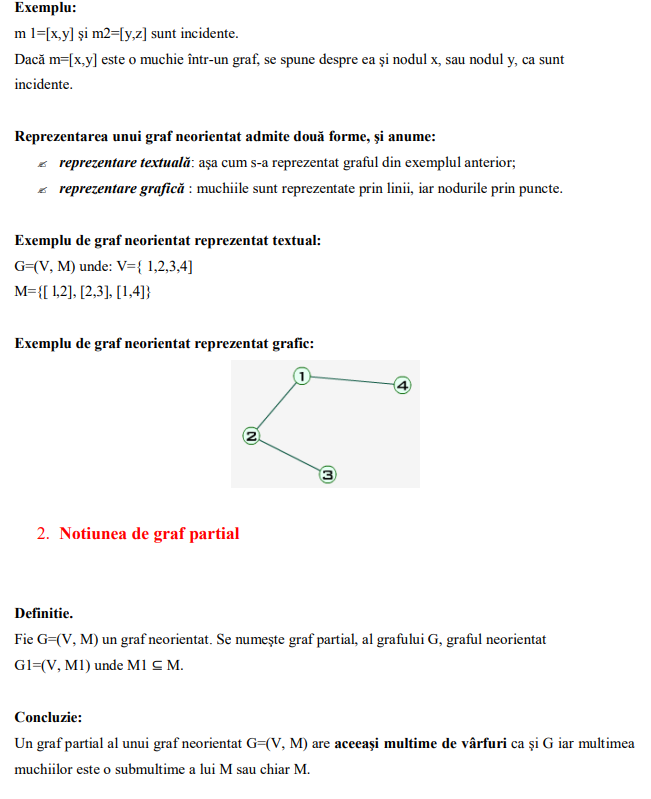 Exemplu:
m 1=[x,y] şi m2=[y,z] sunt incidente.
Dacă m=[x,y] este o muchie într-un graf, se spune despre ea şi nodul x, sau nodul y, ca sunt
incidente.
Reprezentarea unui graf neorientat admite două forme, şi anume:
reprezentare textuală: aşa cum s-a reprezentat graful din exemplul anterior;
reprezentare grafică : muchiile sunt reprezentate prin linii, iar nodurile prin puncte.
Exemplu de graf neorientat reprezentat textual:
G=(V, M) unde: V={ 1,2,3,4]
M={[ 1,2], [2,3], [1,4]}
Exemplu de graf neorientat reprezentat grafic:
1
4
2
3
2. Notiunea de graf partial
Definitie.
Fie G=(V, M) un graf neorientat. Se numeşte graf partial, al grafului G, graful neorientat
G1=(V, M1) unde M1 ⊆ M.
Concluzie:
Un graf partial al unui graf neorientat G=(V, M) are aceeaşi multime de vârfuri ca şi G iar multimea
muchiilor este o submultime a lui M sau chiar M.